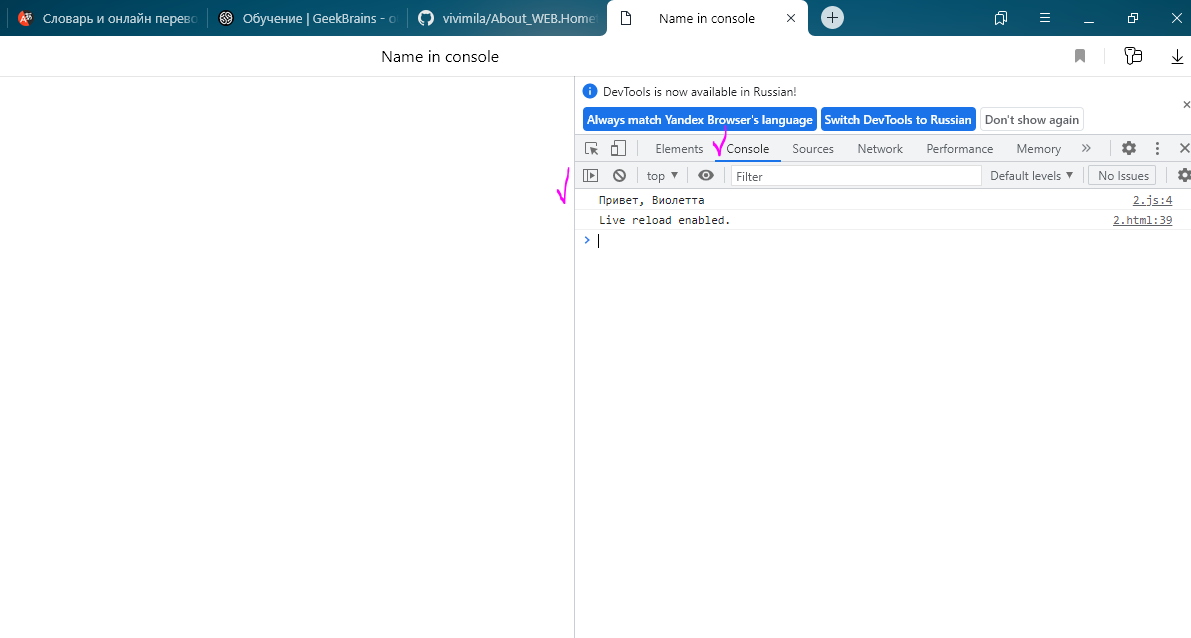 Словарь и онлайн перево
Обучение | GeekBrains - о
vivimila/About_WEB.Home
Name in console
Name in console
DevTools is now available in Russian!
Always match Yandex Browser's language
Switch DevTools to Russian
Don't show again
Elements Console Sources Network Performance Memory »
top ▼ Filter Default levels ▼ No Issues
Привет, Виолетта 2.js:4
Live reload enabled. 2.html:39
>